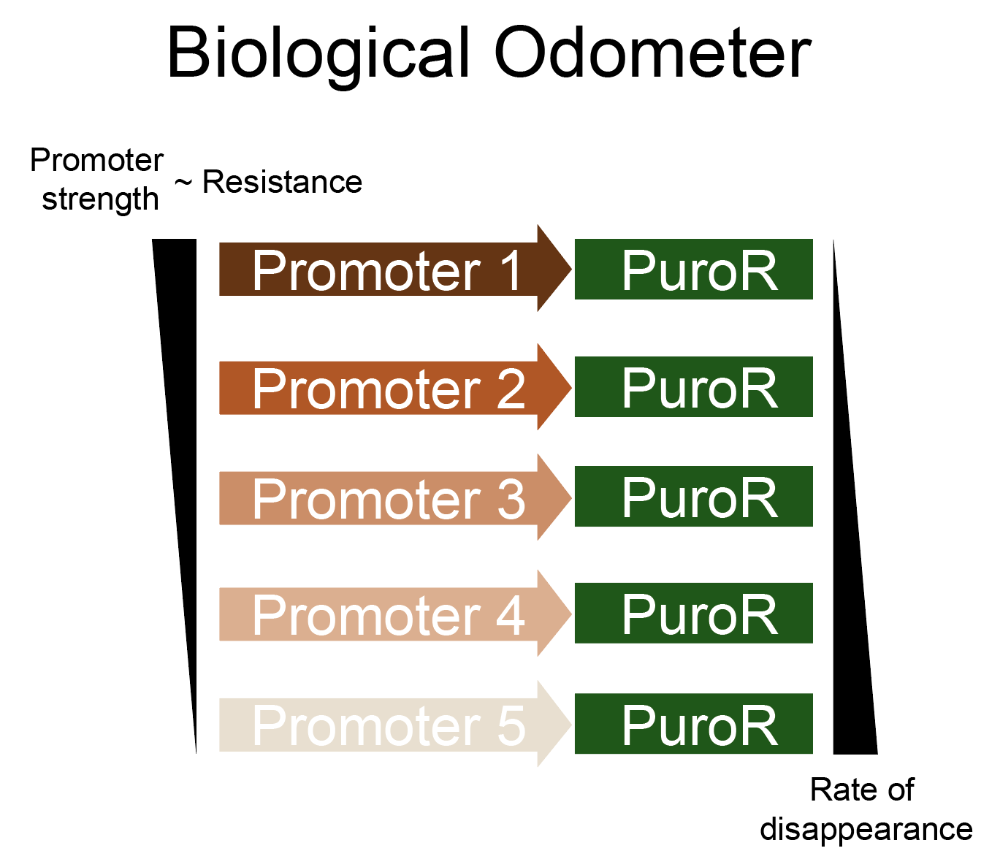 Biological Odometer
Promoter
strength
~ Resistance
Promoter 1
PuroR
Promoter 2
PuroR
Promoter 3
PuroR
Promoter 4
PuroR
Promoter 5
PuroR
Rate of
disappearance